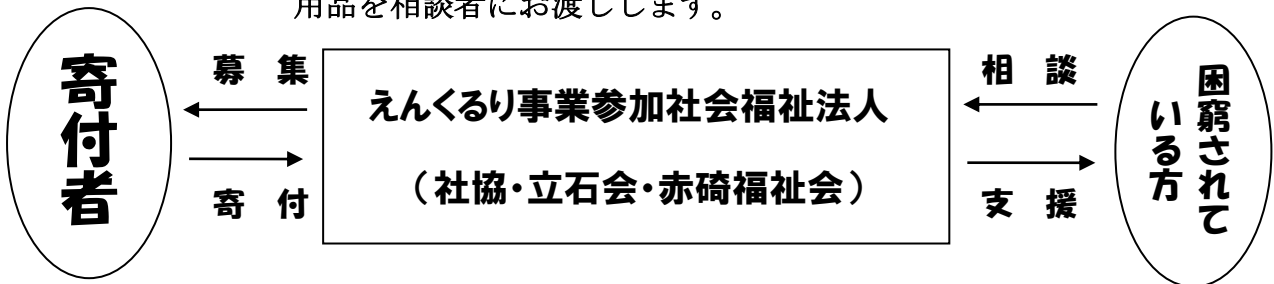 用品を相談者にお渡しします。
寄付者
募 集
寄 付
えんくるり事業参加社会福祉法人
(社協・立石会・赤碕福祉会)
相 談
支 援
困窮されて
いる方